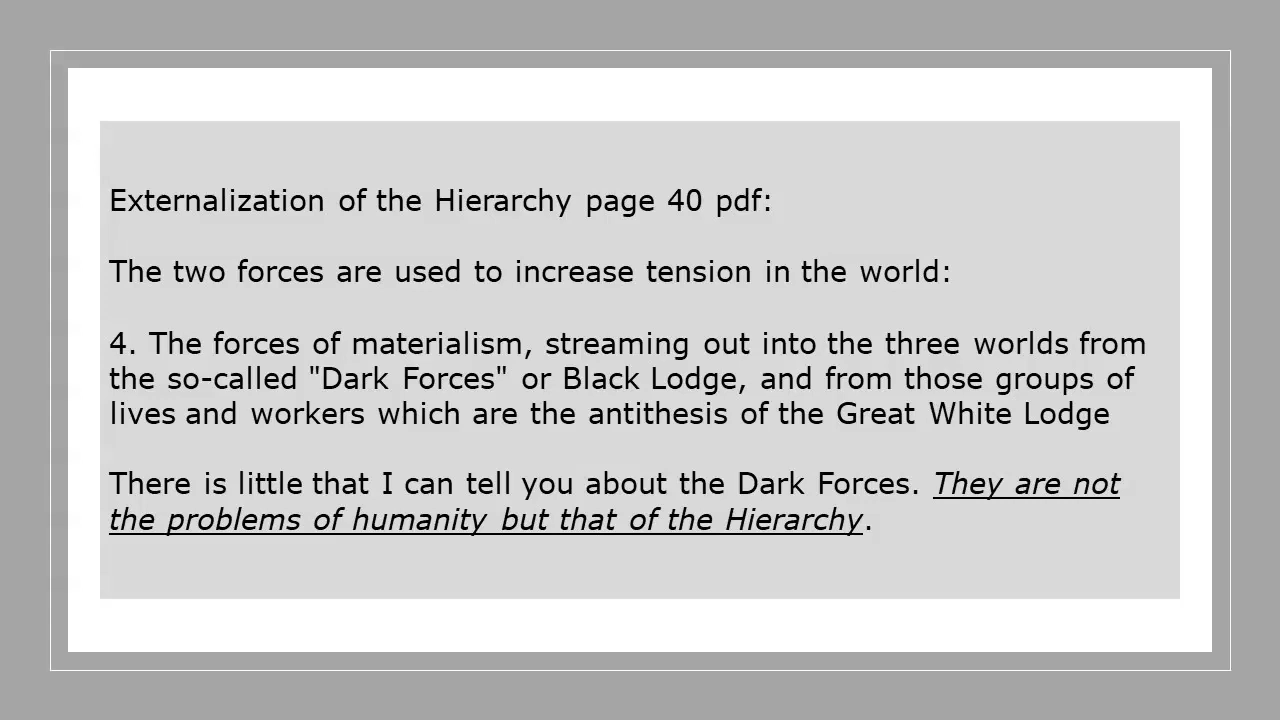 Externalization of the Hierarchy page 40 pdf:
The two forces are used to increase tension in the world:
4. The forces of materialism, streaming out into the three worlds from
the so-called "Dark Forces" or Black Lodge, and from those groups of
lives and workers which are the antithesis of the Great White Lodge
There is little that I can tell you about the Dark Forces. They are not
the problems of humanity but that of the Hierarchy.